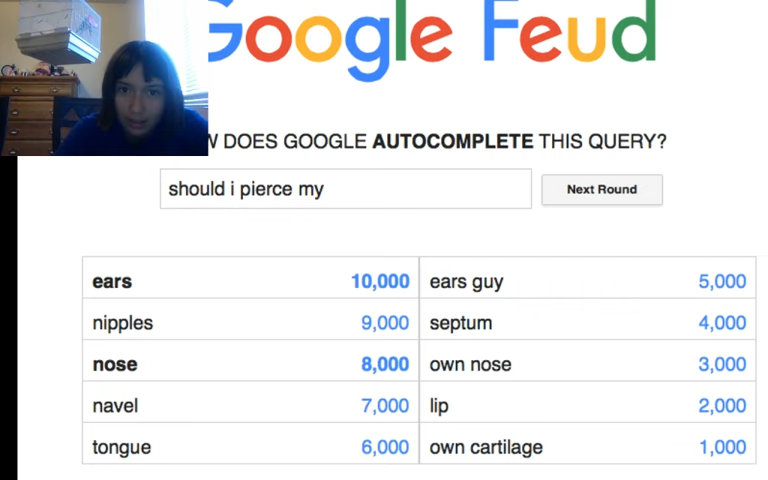 Google Feud
DOES GOOGLE AUTOCOMPLETE THIS QUERY?
should i pierce my
Next Round
ears 10,000
nipples 9,000
nose 8,000
navel 7,000
tongue 6,000
ears guy 5,000
septum 4,000
own nose 3,000
lip 2,000
own cartilage 1,000